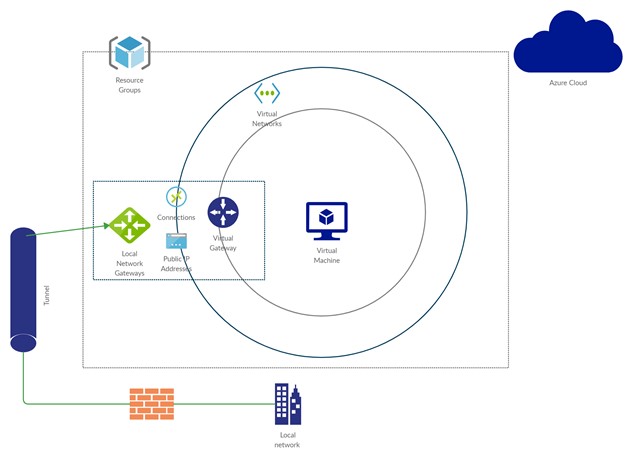 Resource
Groups
Azure Cloud
Virtual
Networks
Connections
Local
Network
Gateways
Public IP
Addresses
Virtual
Gateway
Virtual
Machine
Tunnel
Local
network